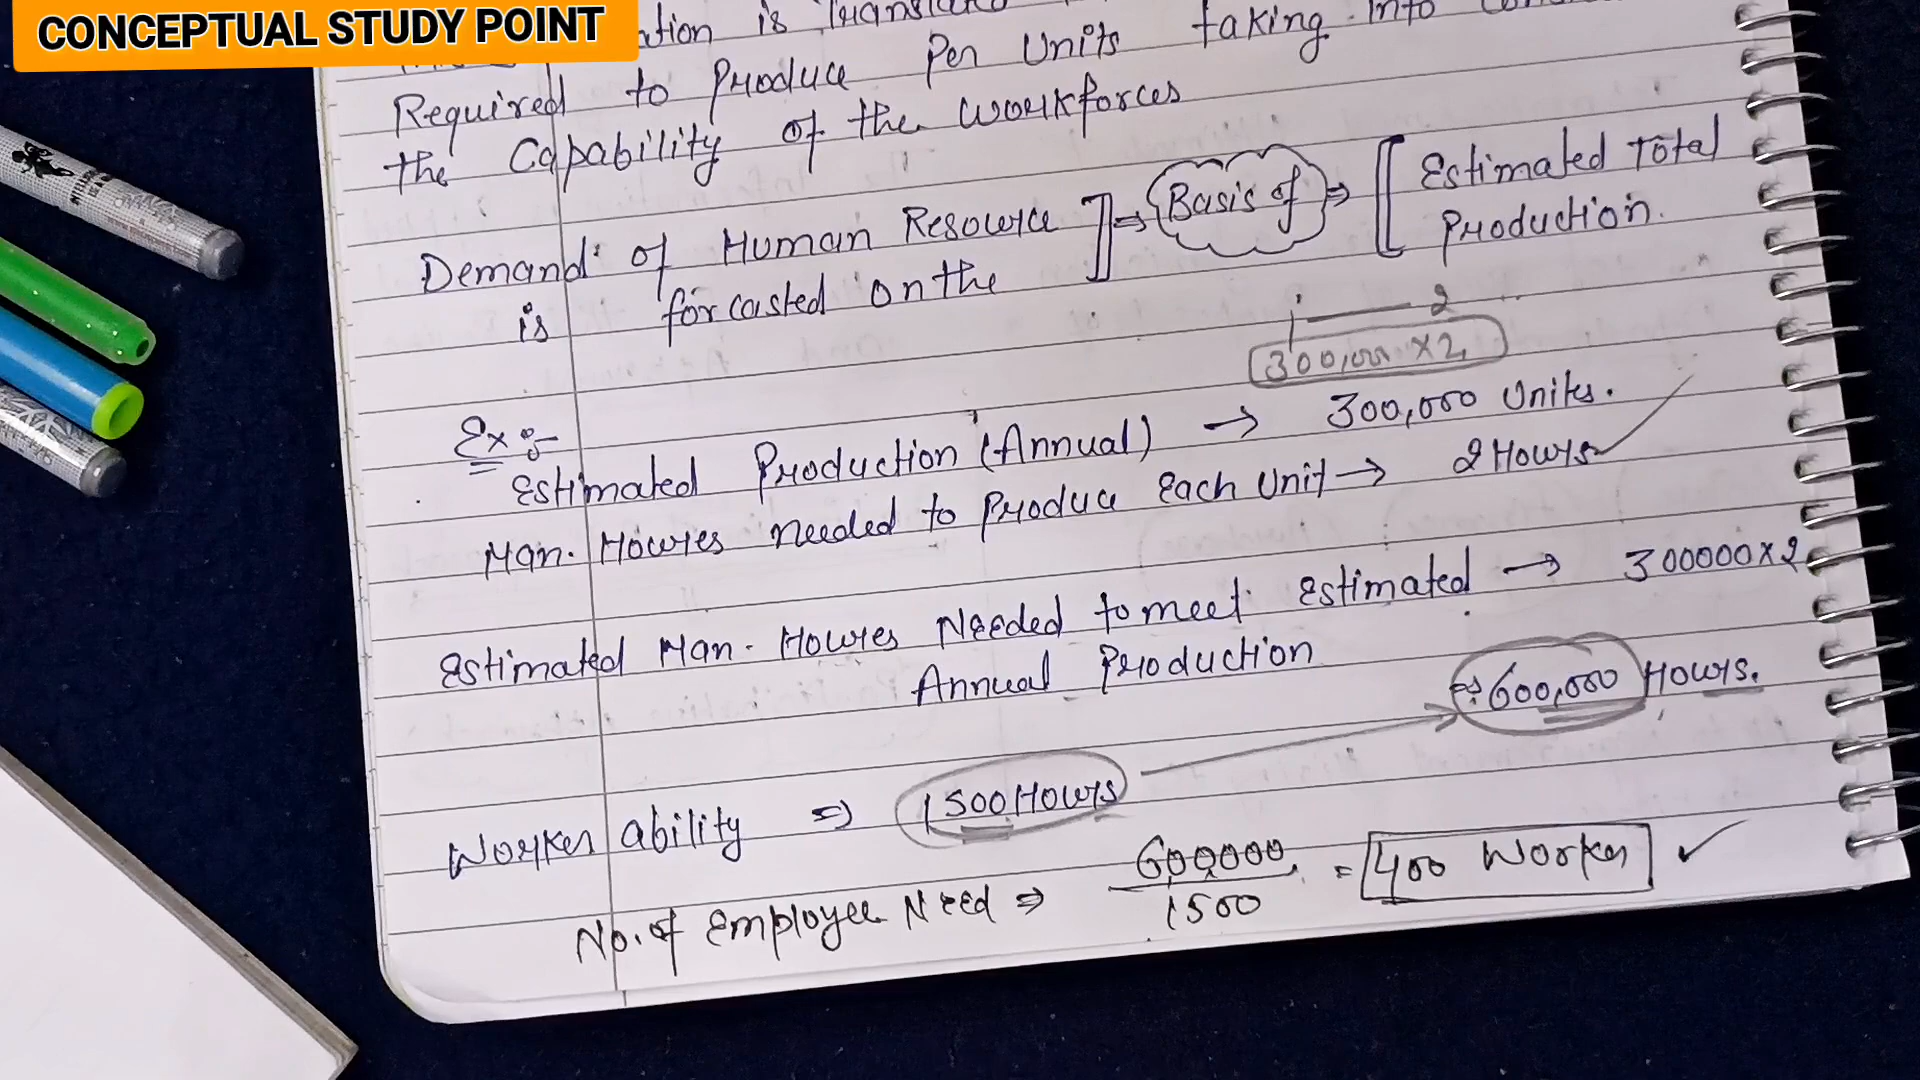 CONCEPTUAL STUDY POINT
is
Required to Produce Per Units taking into
the Capability of the workforces
Demand of Human Resource ] ⇒ Basis of ⇒ [ Estimated Total
is forcasted on the Production.
1 — 2
300,000 × 2
Ex :-
Estimated Production (Annual) → 300,000 Units.
Man. Houres needed to Produce Each Unit → 2 Hours
Estimated Man - Houres Needed to meet Estimated → 300000 × 2
Annual Production
⇒ 600,000 Hours.
Worker ability ⇒ 1500 Hours
No. of Employee Need ⇒ 600000 / 1500 = 400 Worker ✓